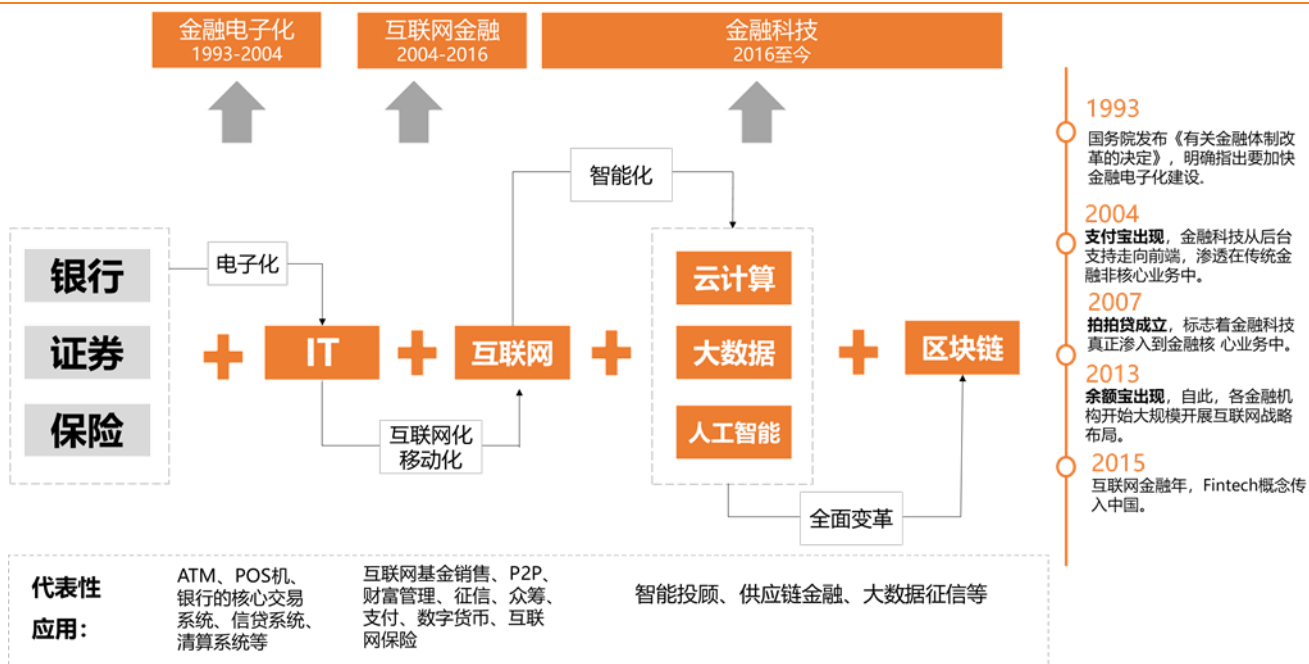 金融电子化
1993-2004
互联网金融
2004-2016
金融科技
2016至今
智能化
电子化
银行
证券
保险
IT
互联网
云计算
大数据
人工智能
区块链
互联网化
移动化
全面变革
1993
国务院发布《有关金融体制改
革的决定》，明确指出要加快
金融电子化建设.
2004
支付宝出现，金融科技从后台
支持走向前端，渗透在传统金
融非核心业务中。
2007
拍拍贷成立，标志着金融科技
真正渗入到金融核 心业务中。
2013
余额宝出现，自此，各金融机
构开始大规模开展互联网战略
布局。
2015
互联网金融年，Fintech概念传
入中国。
代表性
应用：
ATM、POS机、
银行的核心交易
系统、信贷系统、
清算系统等
互联网基金销售、P2P、
财富管理、征信、众筹、
支付、数字货币、互联
网保险
智能投顾、供应链金融、大数据征信等